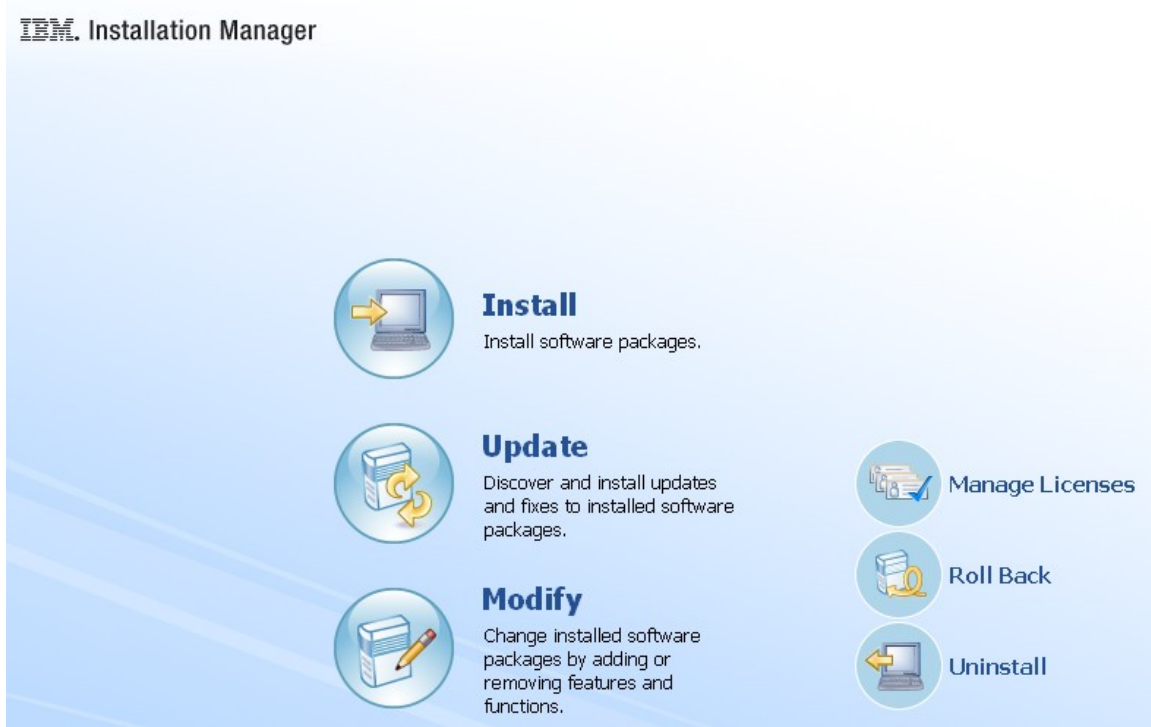 IBM. Installation Manager
Install
Install software packages.
Update
Discover and install updates
and fixes to installed software
packages.
Modify
Change installed software
packages by adding or
removing features and
functions.
Manage Licenses
Roll Back
Uninstall